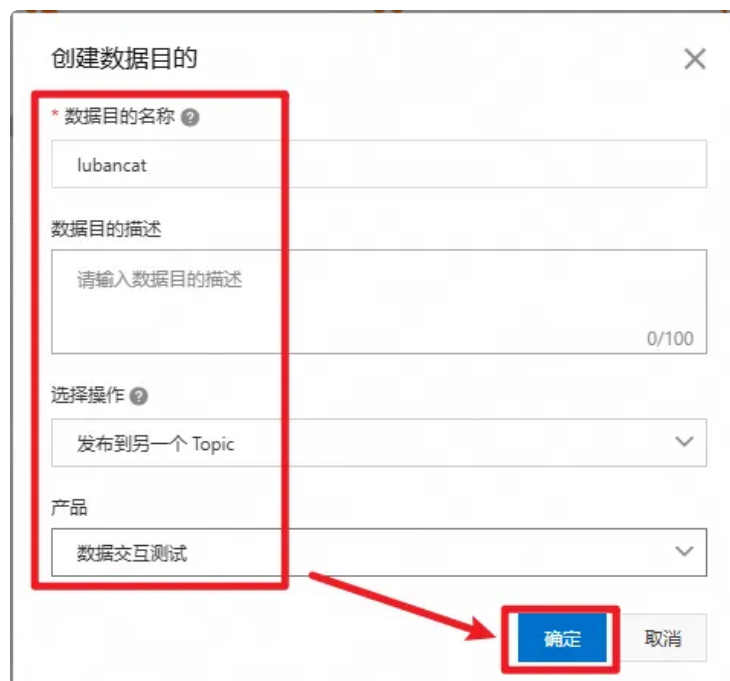 创建数据目的
* 数据目的名称 ?
lubancat
数据目的描述
请输入数据目的描述
0/100
选择操作 ?
发布到另一个 Topic
产品
数据交互测试
确定
取消